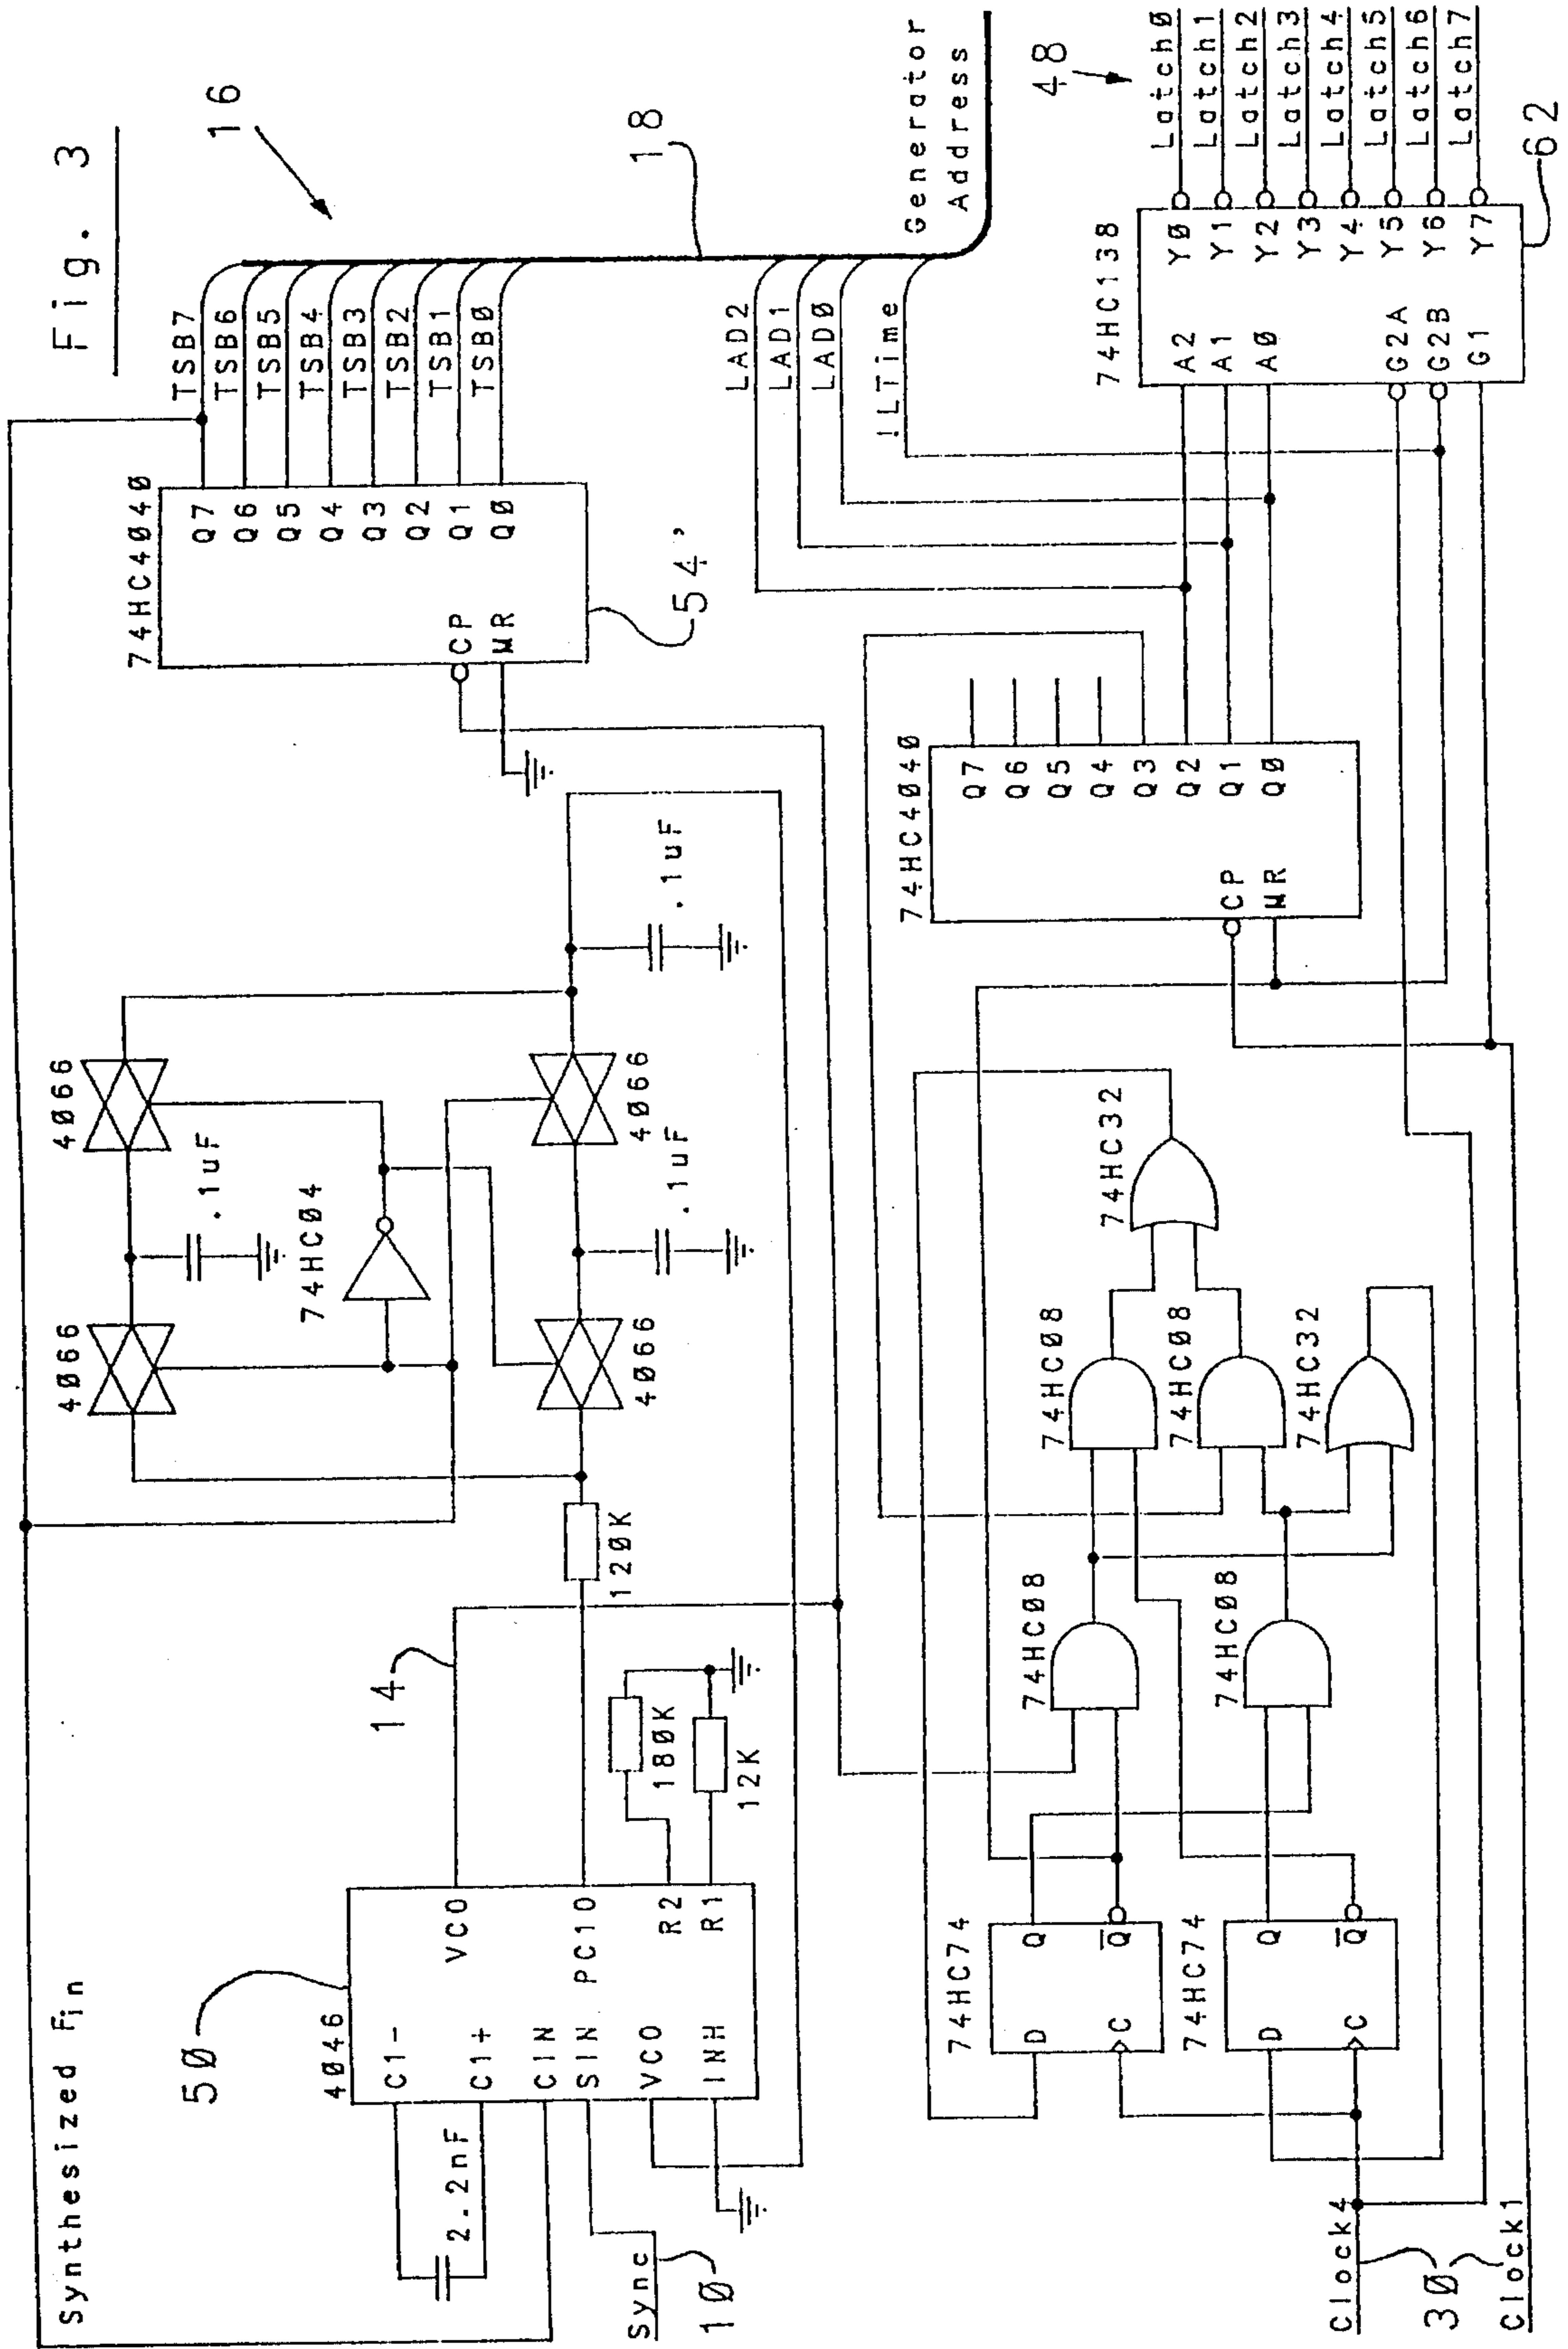 Fig. 3
16
Synthesized Fin
50
4046
C1-
C1+
CIN
SIN
VCO
INH
VCO
PC1O
R2
R1
2.2nF
Sync
10
14
180K
12K
120K
4066
4066
.1uF
74HC04
4066
4066
.1uF
.1uF
74HC4040
Q7
Q6
Q5
Q4
Q3
Q2
Q1
Q0
CP
MR
54'
TSB7
TSB6
TSB5
TSB4
TSB3
TSB2
TSB1
TSB0
18
LAD2
LAD1
LAD0
!LTime
Generator
Address
74HC74
D
C
Q
Q̅
74HC74
D
C
Q
Q̅
Clock4
30
Clock1
74HC08
74HC08
74HC08
74HC08
74HC32
74HC32
74HC4040
Q7
Q6
Q5
Q4
Q3
Q2
Q1
Q0
CP
MR
74HC138
A2
A1
A0
G2A
G2B
G1
Y0
Y1
Y2
Y3
Y4
Y5
Y6
Y7
48
Latch0
Latch1
Latch2
Latch3
Latch4
Latch5
Latch6
Latch7
62